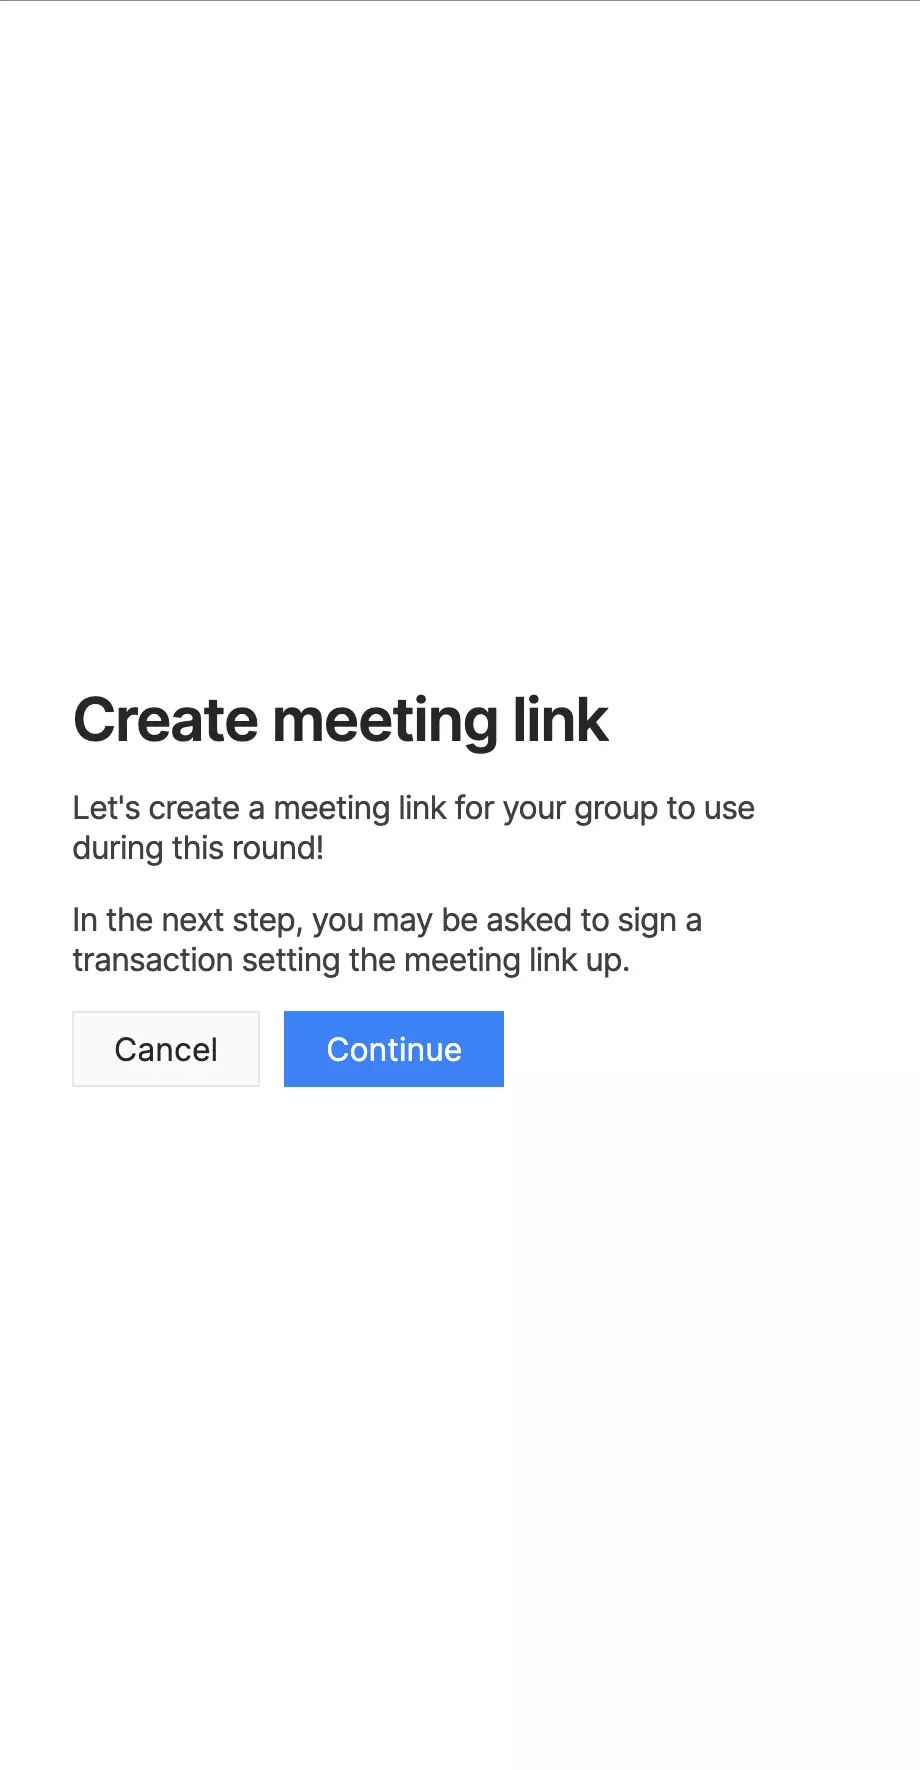 Create meeting link
Let's create a meeting link for your group to use
during this round!
In the next step, you may be asked to sign a
transaction setting the meeting link up.
Cancel
Continue